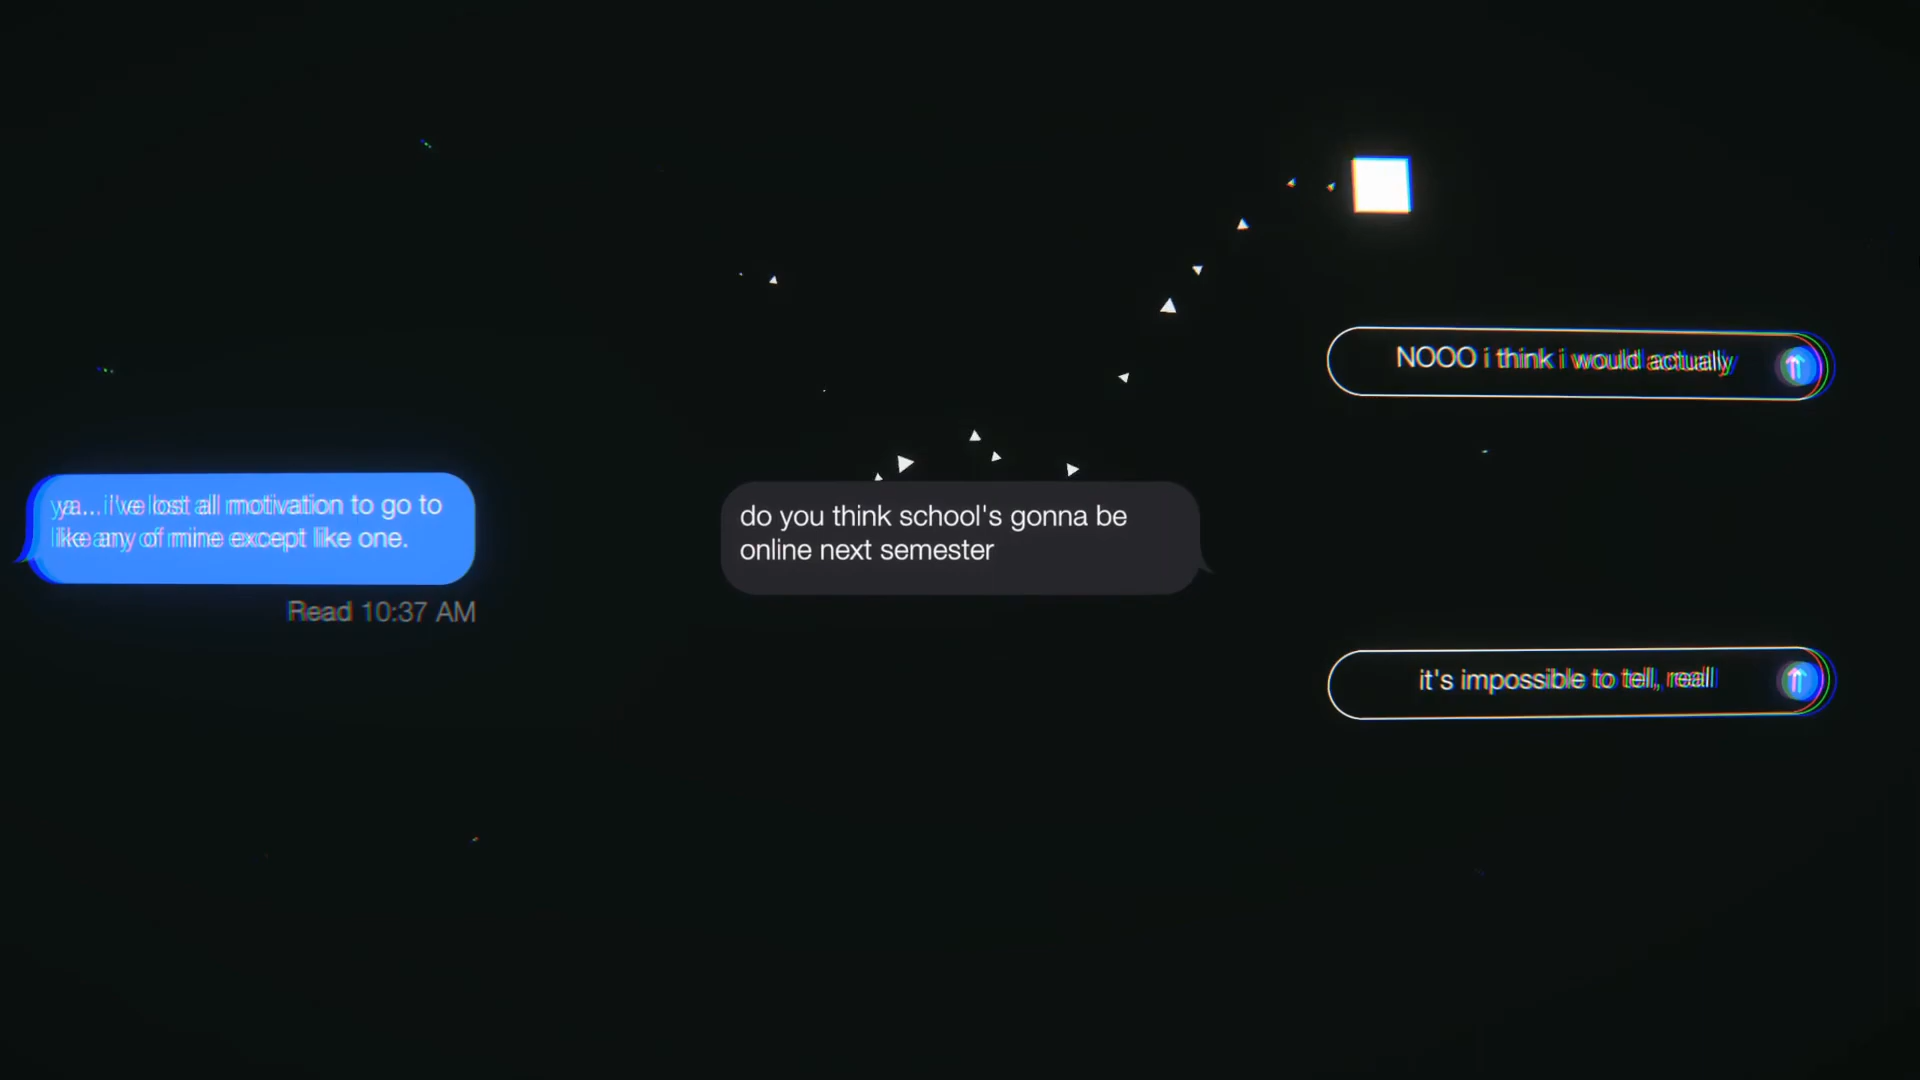 ya... i've lost all motivation to go to
like any of mine except like one.
Read 10:37 AM
do you think school's gonna be
online next semester
NOOO i think i would actually
it's impossible to tell, reall